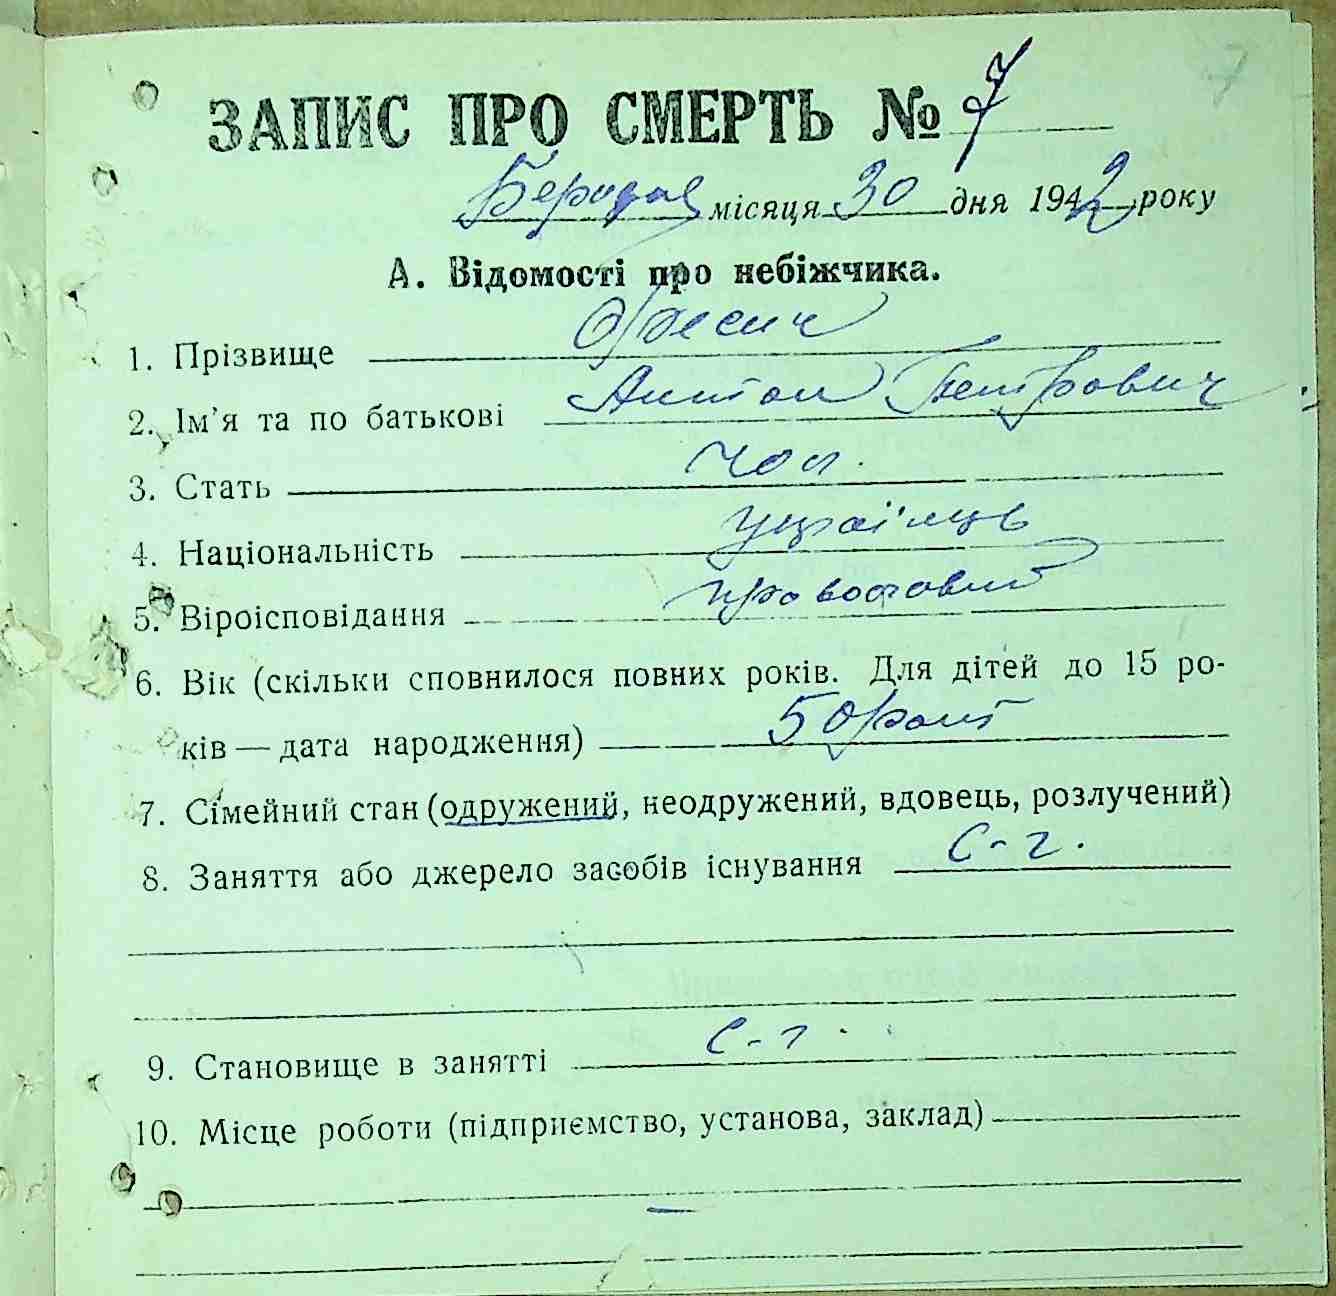 7
ЗАПИС ПРО СМЕРТЬ № 7
місяця 30 дня 1942 року
А. Відомості про небіжчика.
1. Прізвище
2. Ім'я та по батькові Антон Петрович
3. Стать чол.
4. Національність українець
5. Віроісповідання православний
6. Вік (скільки сповнилося повних років. Для дітей до 15 ро-
ків — дата народження) 50
7. Сімейний стан (одружений, неодружений, вдовець, розлучений)
8. Заняття або джерело засобів існування с-г.
9. Становище в занятті с-г.
10. Місце роботи (підприємство, установа, заклад)
—